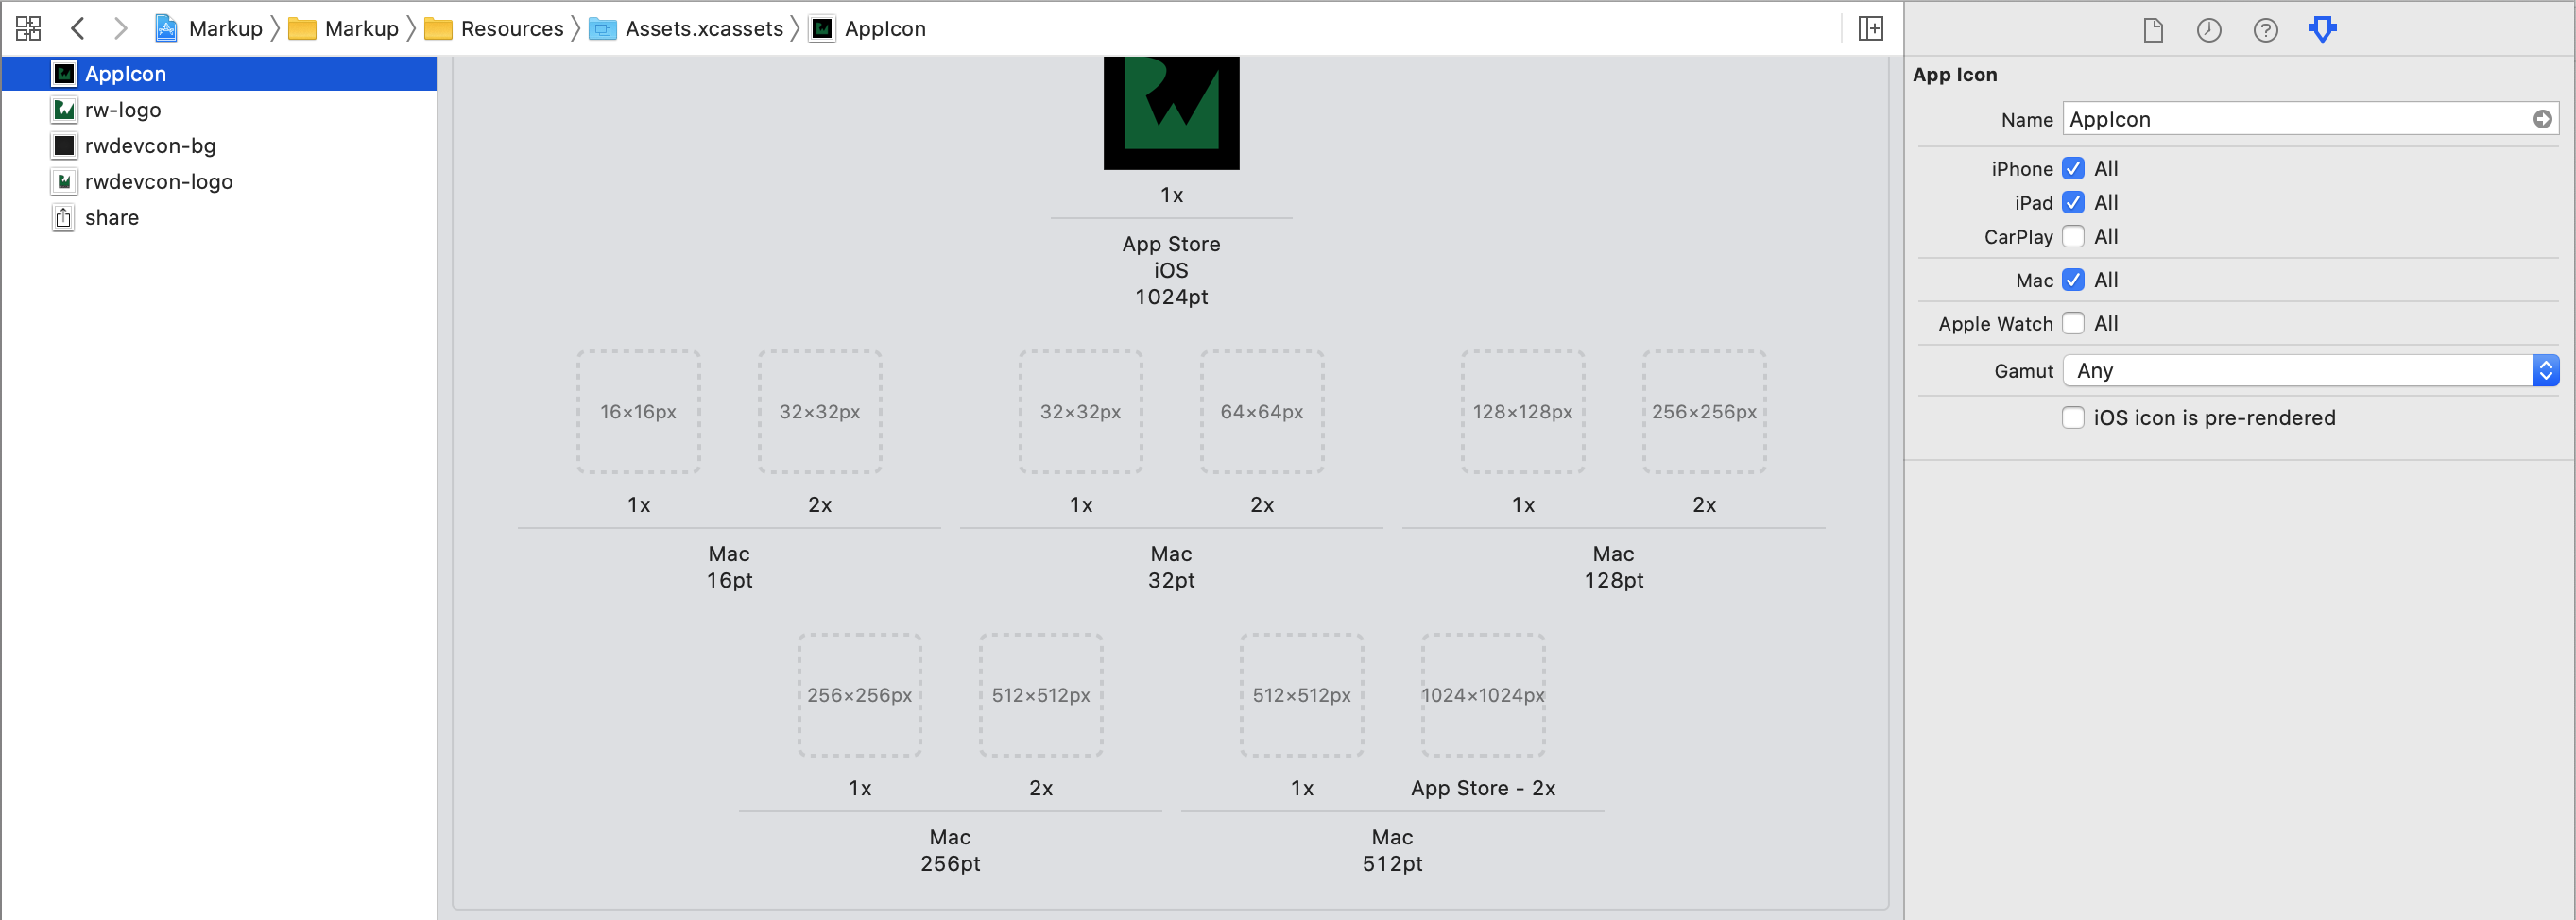 Markup
Markup
Resources
Assets.xcassets
AppIcon
AppIcon
rw-logo
rwdevcon-bg
rwdevcon-logo
share
1x
App Store
iOS
1024pt
16×16px
32×32px
32×32px
64×64px
128×128px
256×256px
1x
2x
1x
2x
1x
2x
Mac
16pt
Mac
32pt
Mac
128pt
256×256px
512×512px
512×512px
1024×1024px
1x
2x
1x
App Store - 2x
Mac
256pt
Mac
512pt
App Icon
Name AppIcon
iPhone All
iPad All
CarPlay All
Mac All
Apple Watch All
Gamut Any
iOS icon is pre-rendered